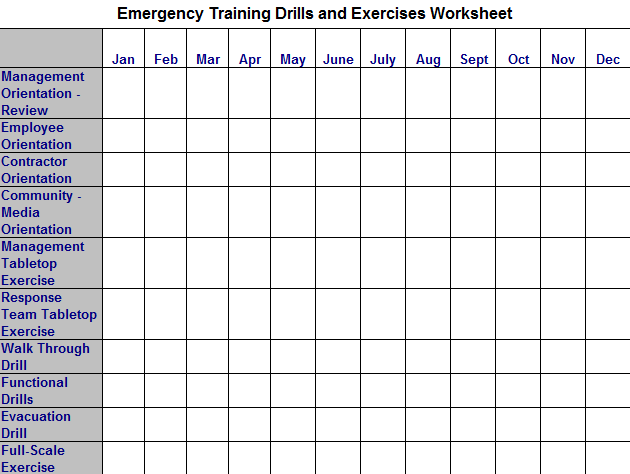 Emergency Training Drills and Exercises Worksheet
Jan Feb Mar Apr May June July Aug Sept Oct Nov Dec
Management
Orientation -
Review
Employee
Orientation
Contractor
Orientation
Community -
Media
Orientation
Management
Tabletop
Exercise
Response
Team Tabletop
Exercise
Walk Through
Drill
Functional
Drills
Evacuation
Drill
Full-Scale
Exercise